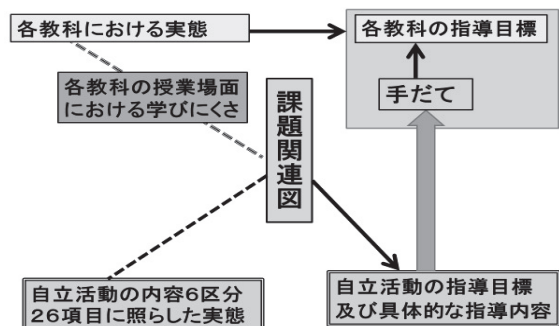 各教科における実態
各教科の指導目標
各教科の授業場面
における学びにくさ
手だて
課題関連図
自立活動の内容6区分
26項目に照らした実態
自立活動の指導目標
及び具体的な指導内容